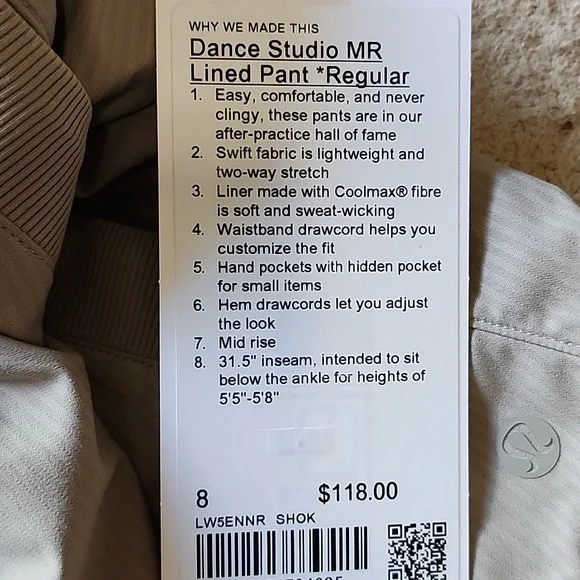 WHY WE MADE THIS
Dance Studio MR
Lined Pant *Regular
1. Easy, comfortable, and never
clingy, these pants are in our
after-practice hall of fame
2. Swift fabric is lightweight and
two-way stretch
3. Liner made with Coolmax® fibre
is soft and sweat-wicking
4. Waistband drawcord helps you
customize the fit
5. Hand pockets with hidden pocket
for small items
6. Hem drawcords let you adjust
the look
7. Mid rise
8. 31.5" inseam, intended to sit
below the ankle for heights of
5'5"-5'8"
8 $118.00
LW5ENNR SHOK